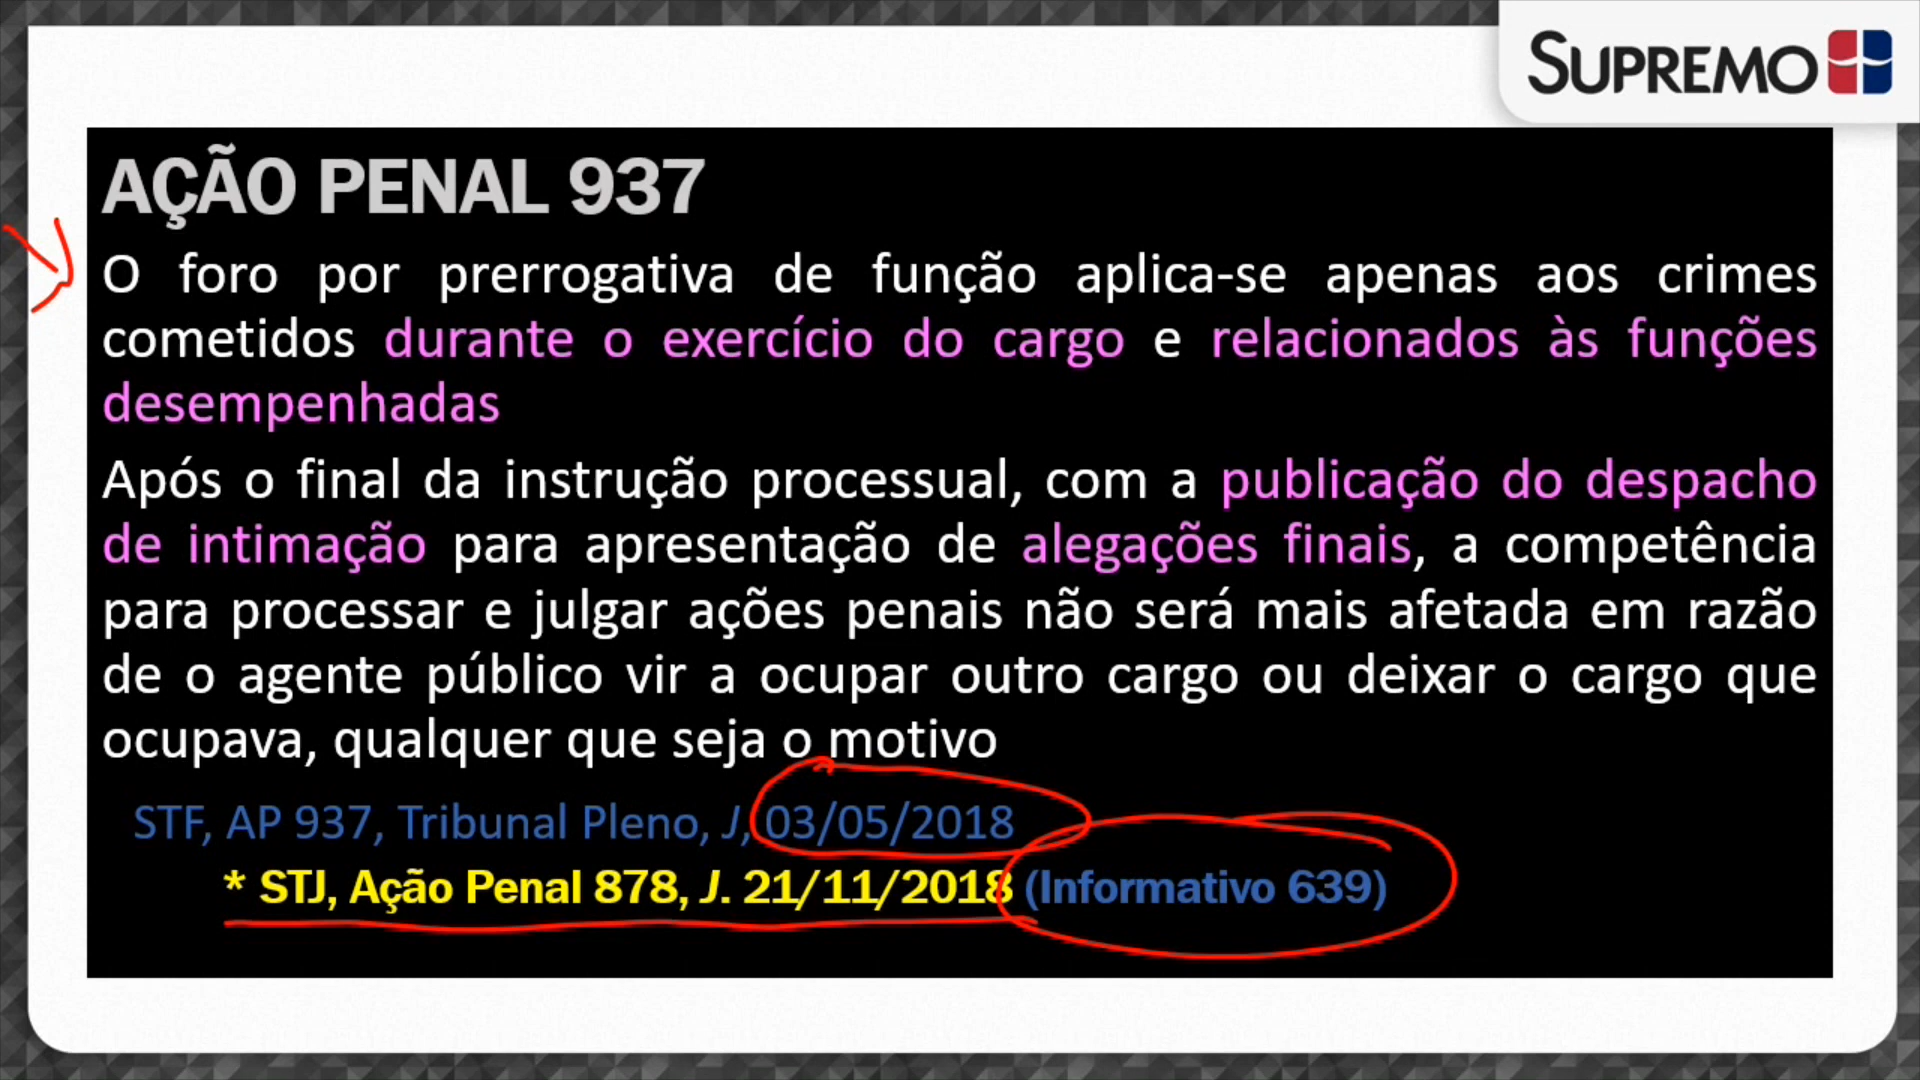 SUPREMO
AÇÃO PENAL 937
O foro por prerrogativa de função aplica-se apenas aos crimes
cometidos durante o exercício do cargo e relacionados às funções
desempenhadas
Após o final da instrução processual, com a publicação do despacho
de intimação para apresentação de alegações finais, a competência
para processar e julgar ações penais não será mais afetada em razão
de o agente público vir a ocupar outro cargo ou deixar o cargo que
ocupava, qualquer que seja o motivo
STF, AP 937, Tribunal Pleno, J, 03/05/2018
* STJ, Ação Penal 878, J. 21/11/2018 (Informativo 639)